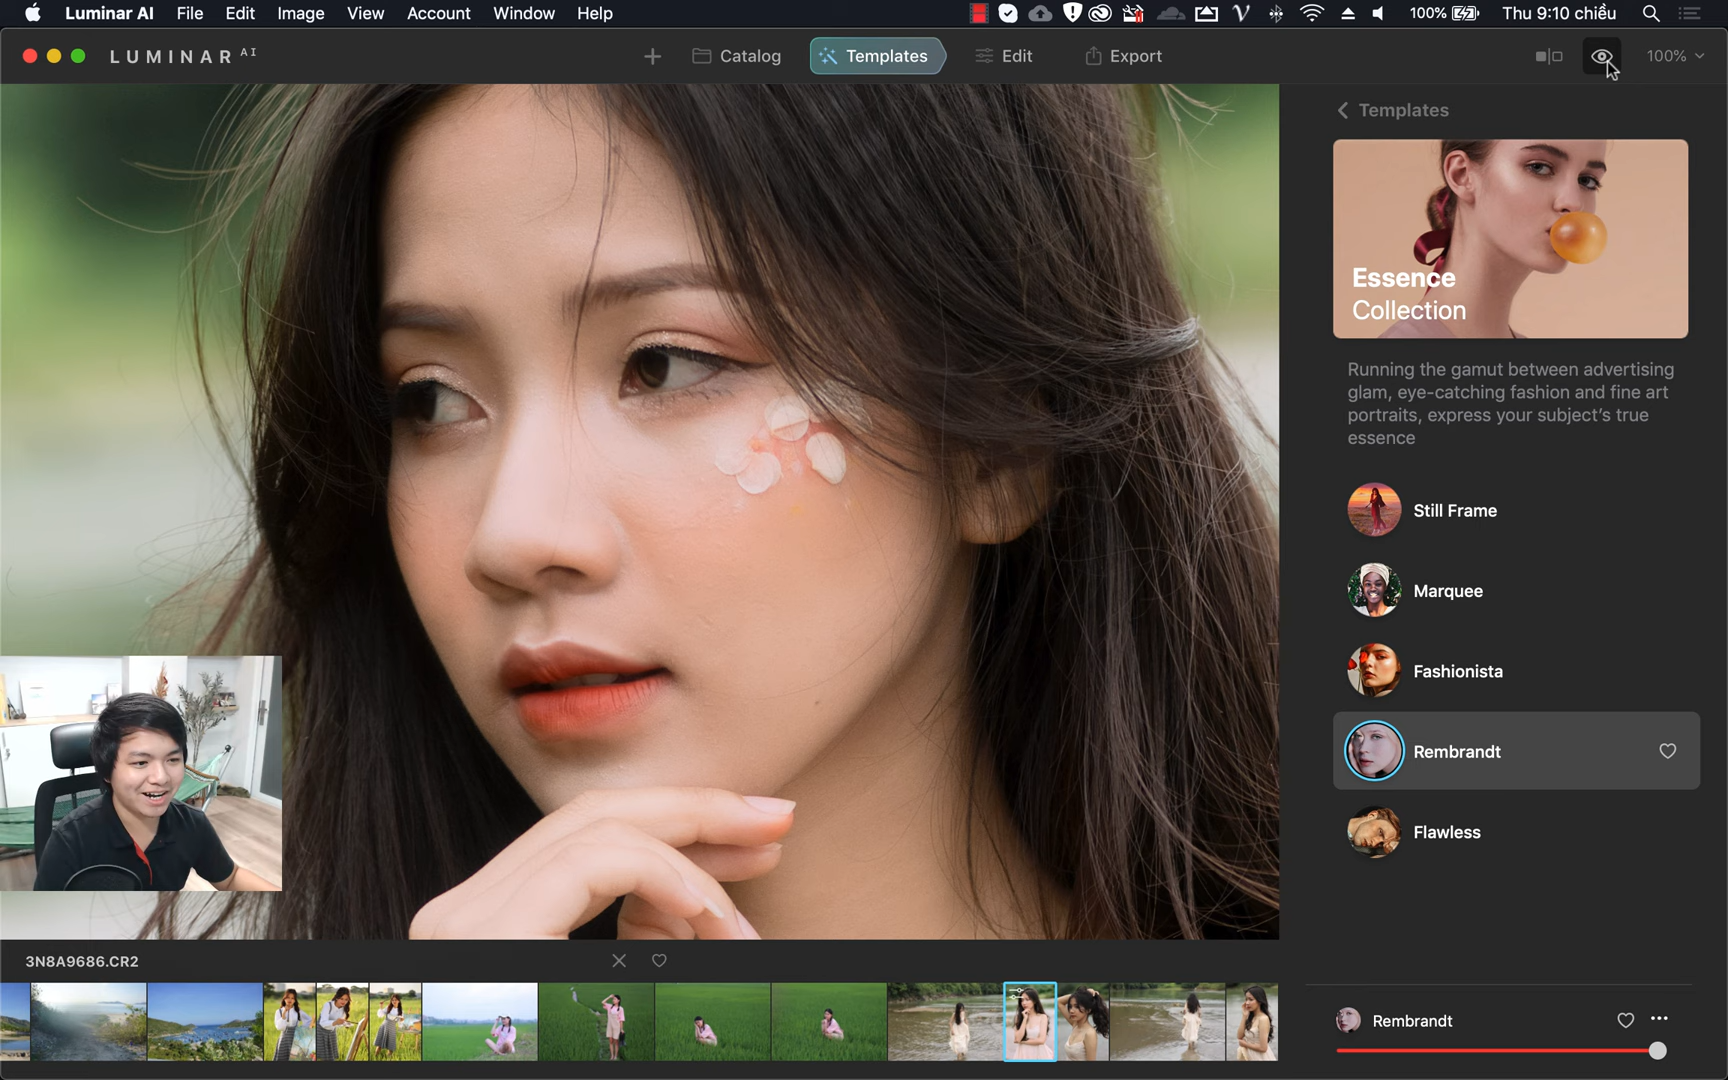 Luminar AI File Edit Image View Account Window Help 100% Thu 9:10 chiều
LUMINAR AI + Catalog Templates Edit Export 100%
Templates
Essence
Collection
Running the gamut between advertising
glam, eye-catching fashion and fine art
portraits, express your subject's true
essence
Still Frame
Marquee
Fashionista
Rembrandt
Flawless
3N8A9686.CR2
Rembrandt